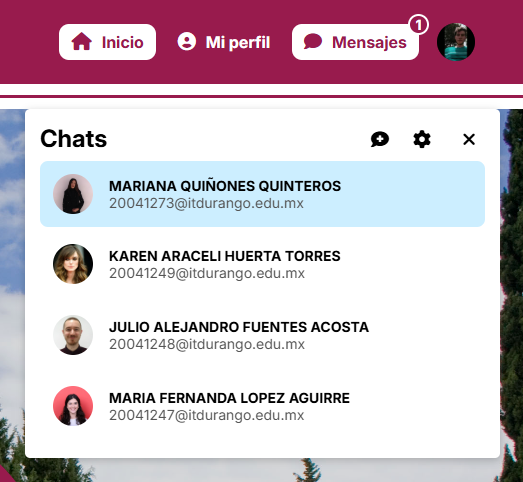 Inicio
Mi perfil
Mensajes
1
Chats
MARIANA QUIÑONES QUINTEROS
20041273@itdurango.edu.mx
KAREN ARACELI HUERTA TORRES
20041249@itdurango.edu.mx
JULIO ALEJANDRO FUENTES ACOSTA
20041248@itdurango.edu.mx
MARIA FERNANDA LOPEZ AGUIRRE
20041247@itdurango.edu.mx